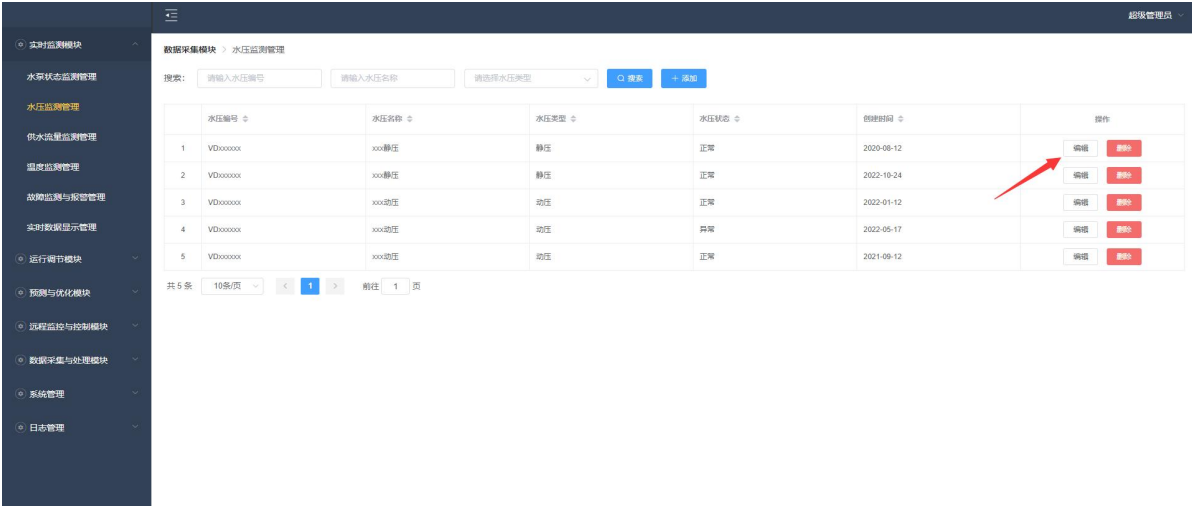 超级管理员
实时监测模块
水泵状态监测管理
水压监测管理
供水流量监测管理
温度监测管理
故障监测与报警管理
实时数据显示管理
运行调节模块
预测与优化模块
远程监控与控制模块
数据采集与处理模块
系统管理
日志管理
数据采集模块 > 水压监测管理
搜索: 请输入水压编号 请输入水压名称 请选择水压类型 搜索 + 添加
水压编号 水压名称 水压类型 水压状态 创建时间 操作
1 VDxxxxxx xxx静压 静压 正常 2020-08-12 编辑 删除
2 VDxxxxxx xxx静压 静压 正常 2022-10-24 编辑 删除
3 VDxxxxxx xxx动压 动压 正常 2022-01-12 编辑 删除
4 VDxxxxxx xxx动压 动压 异常 2022-05-17 编辑 删除
5 VDxxxxxx xxx动压 动压 正常 2021-09-12 编辑 删除
共 5 条 10条/页 < 1 > 前往 1 页